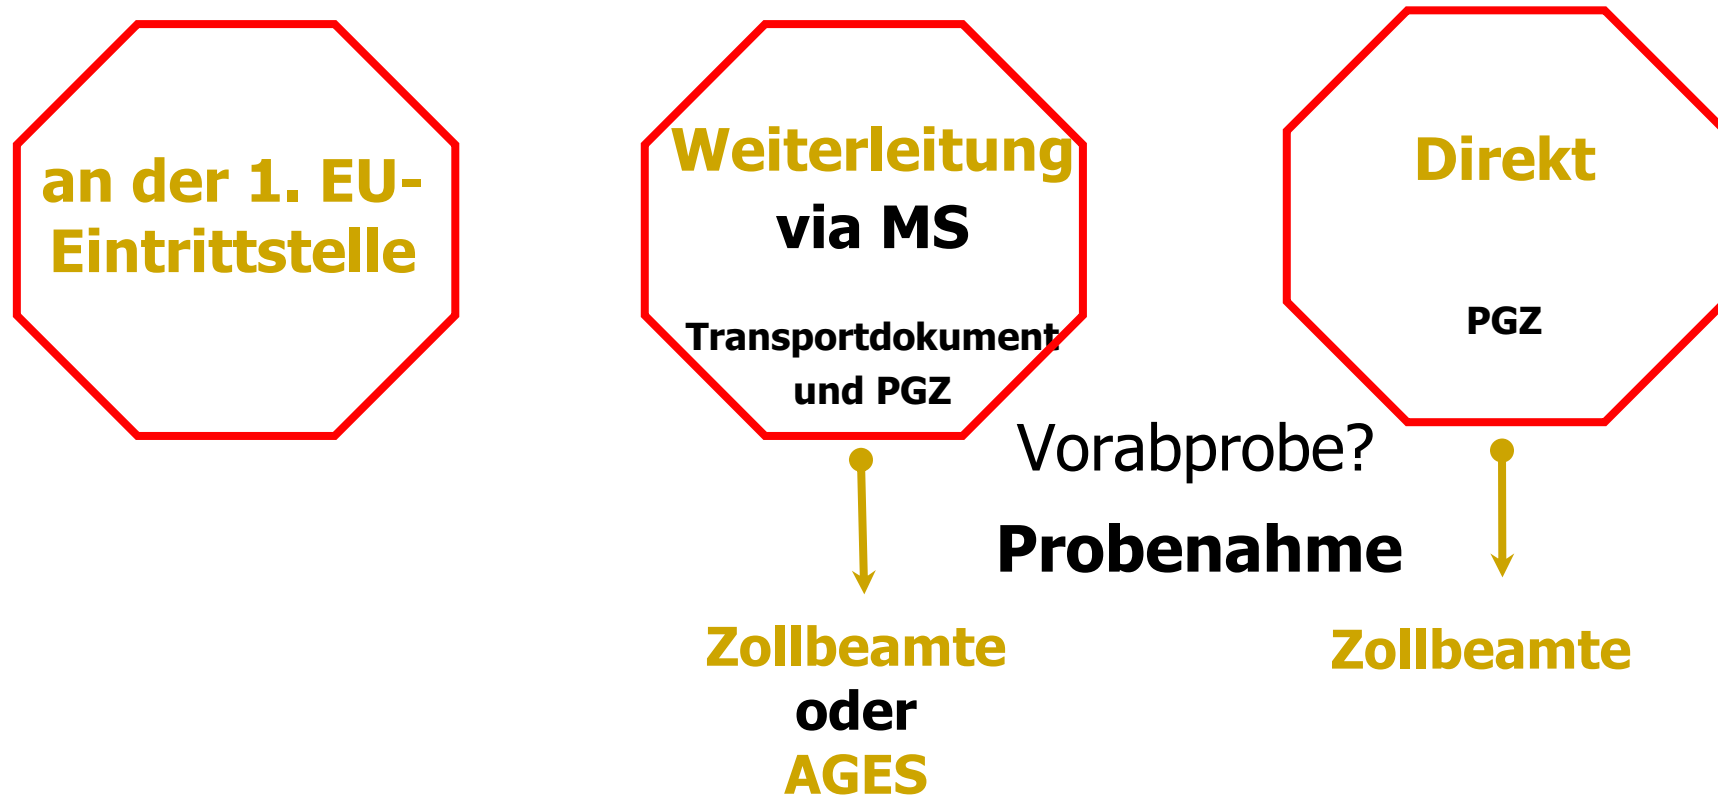 an der 1. EU-
Eintrittstelle
Weiterleitung
via MS
Transportdokument
und PGZ
Direkt
PGZ
Vorabprobe?
Probenahme
Zollbeamte
oder
AGES
Zollbeamte